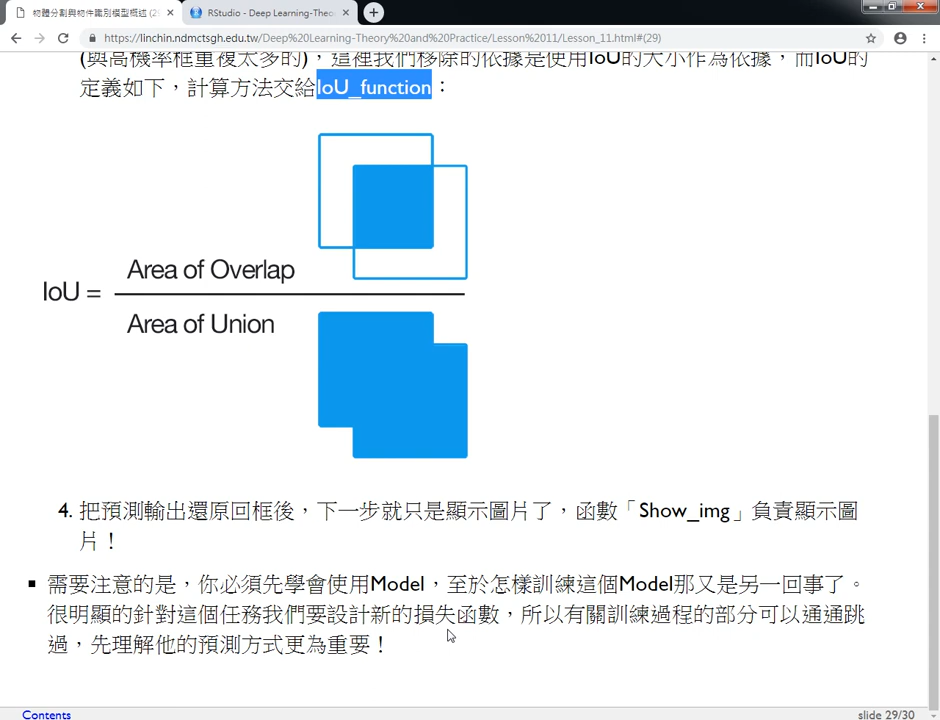 物體分割與物件識別模型概述 (29
RStudio - Deep Learning-Theo
https://linchin.ndmctsgh.edu.tw/Deep%20Learning-Theory%20and%20Practice/Lesson%2011/Lesson_11.html#(29)
(與高機率框重複太多的)，這裡我們移除的依據是使用IoU的大小作為依據，而IoU的
定義如下，計算方法交給IoU_function：
Area of Overlap
IoU =
Area of Union
4. 把預測輸出還原回框後，下一步就只是顯示圖片了，函數「Show_img」負責顯示圖
片！
需要注意的是，你必須先學會使用Model，至於怎樣訓練這個Model那又是另一回事了。
很明顯的針對這個任務我們要設計新的損失函數，所以有關訓練過程的部分可以通通跳
過，先理解他的預測方式更為重要！
Contents
slide 29/30